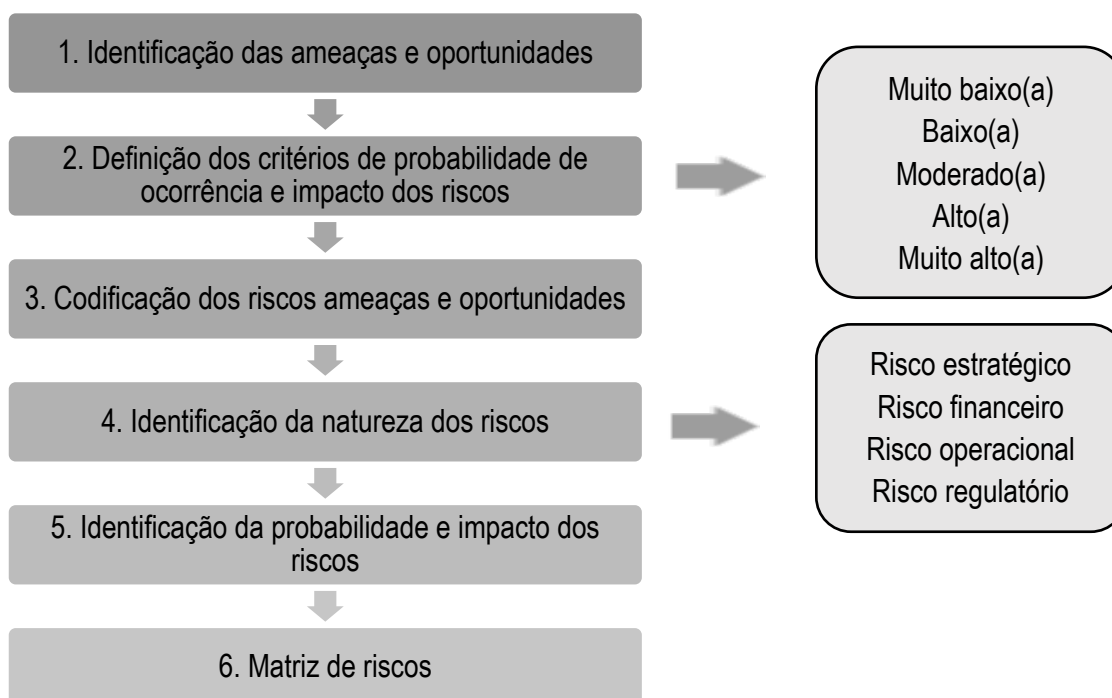 1. Identificação das ameaças e oportunidades
2. Definição dos critérios de probabilidade de
ocorrência e impacto dos riscos
Muito baixo(a)
Baixo(a)
Moderado(a)
Alto(a)
Muito alto(a)
3. Codificação dos riscos ameaças e oportunidades
4. Identificação da natureza dos riscos
Risco estratégico
Risco financeiro
Risco operacional
Risco regulatório
5. Identificação da probabilidade e impacto dos
riscos
6. Matriz de riscos